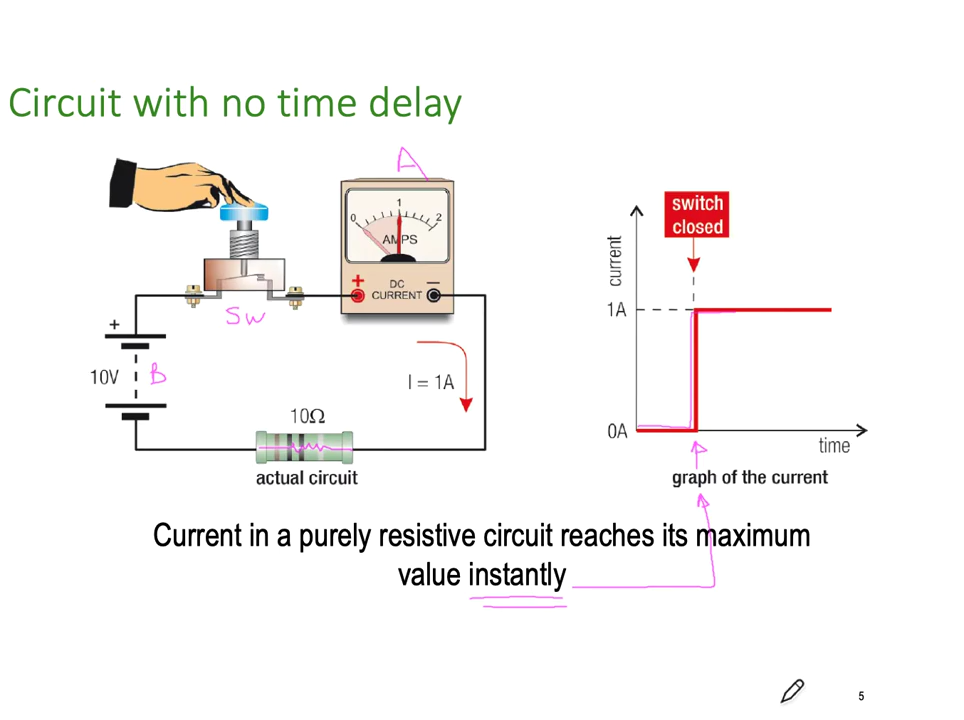 Circuit with no time delay
A
0 1 2
AMPS
+ DC –
CURRENT
SW
+
10V B
I = 1A
10Ω
actual circuit
switch
closed
current
1A
0A
time
graph of the current
Current in a purely resistive circuit reaches its maximum
value instantly
5